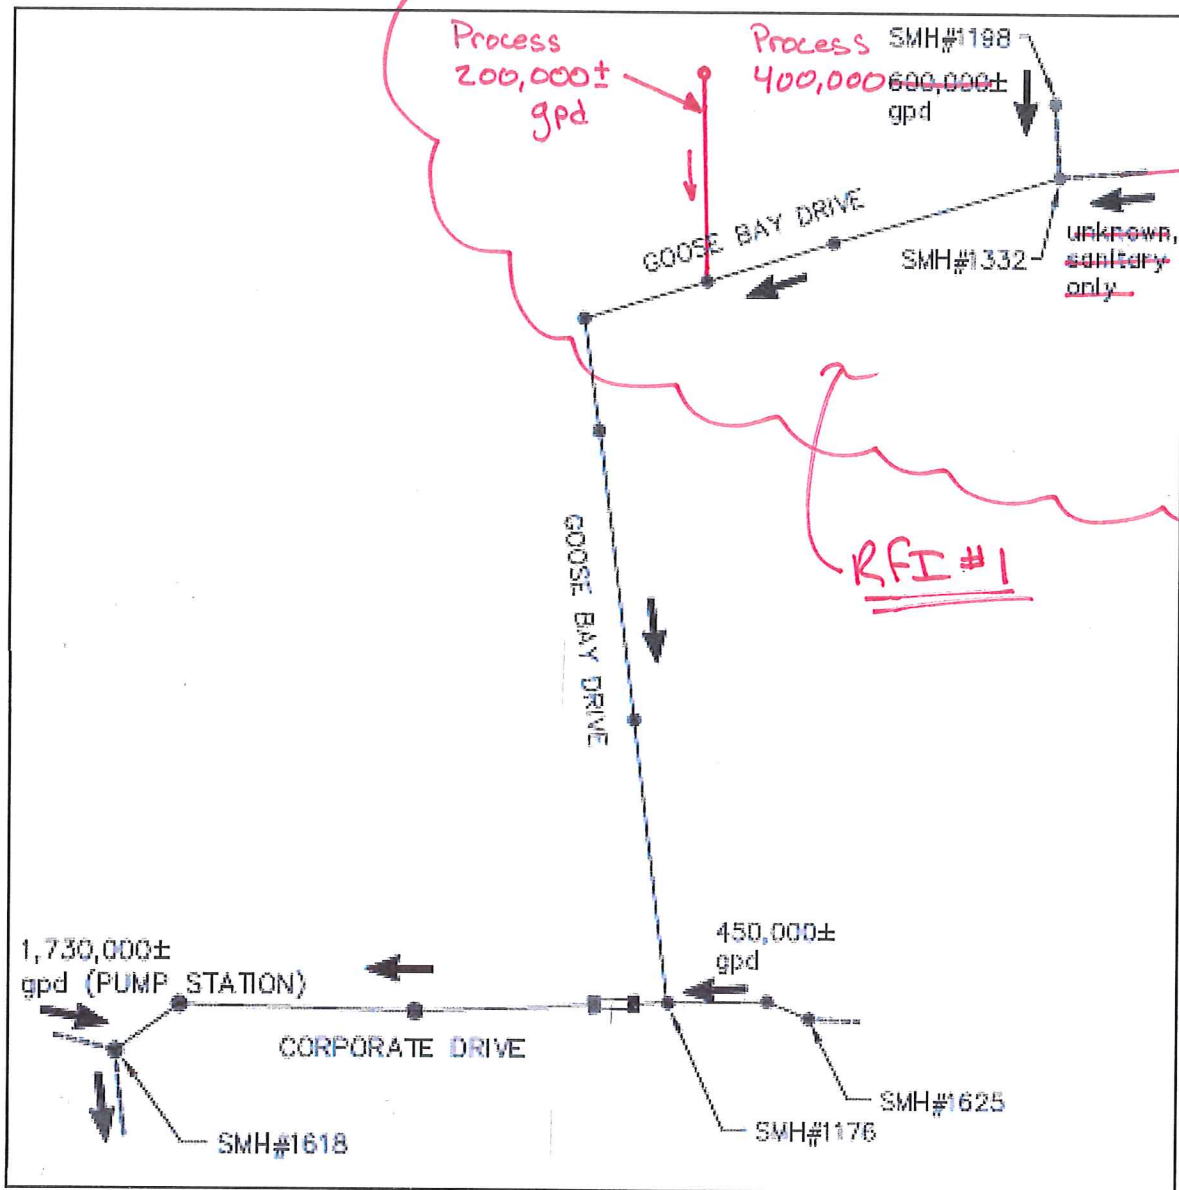 Process
200,000±
gpd
Process
400,000
SMH#1198
600,000±
gpd
GOOSE BAY DRIVE
SMH#1332
unknown,
sanitary
only
RFI #1
GOOSE BAY DRIVE
1,730,000±
gpd (PUMP STATION)
450,000±
gpd
CORPORATE DRIVE
SMH#1625
SMH#1176
SMH#1618